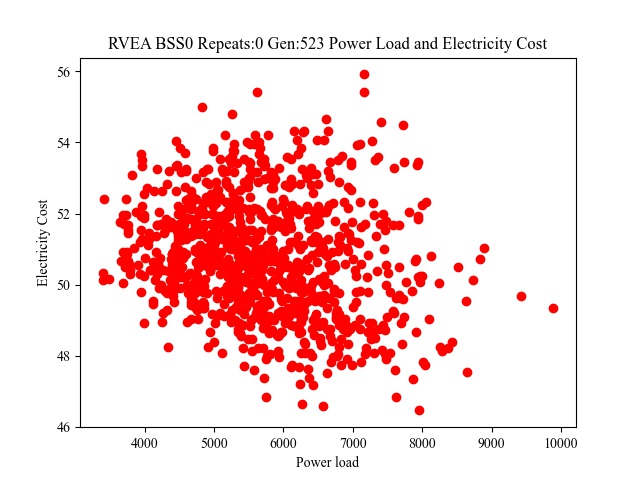 RVEA BSS0 Repeats:0 Gen:523 Power Load and Electricity Cost
56
54
52
50
48
46
Electricity Cost
4000 5000 6000 7000 8000 9000 10000
Power load